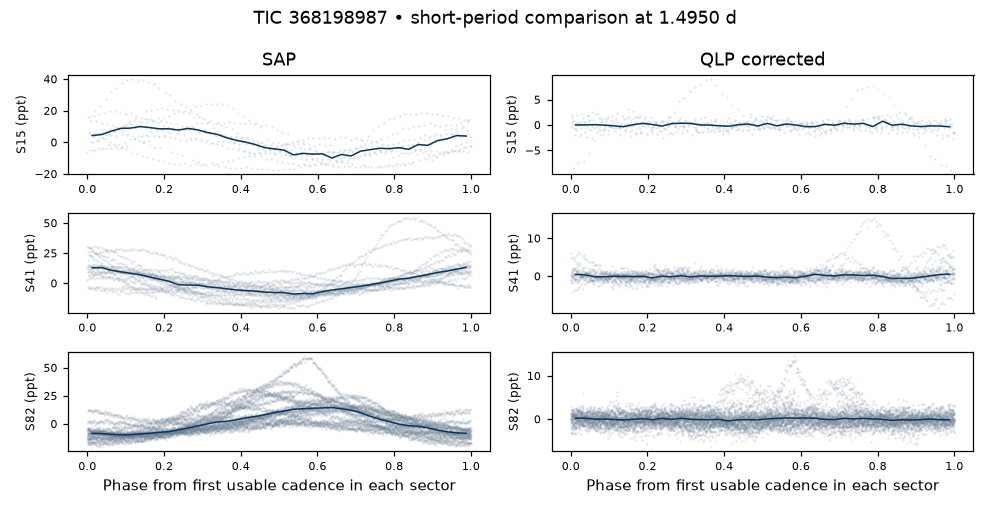 TIC 368198987 • short-period comparison at 1.4950 d
SAP
QLP corrected
S15 (ppt)
40
20
0
−20
0.0 0.2 0.4 0.6 0.8 1.0
S15 (ppt)
5
0
−5
0.0 0.2 0.4 0.6 0.8 1.0
S41 (ppt)
50
25
0
0.0 0.2 0.4 0.6 0.8 1.0
S41 (ppt)
10
0
0.0 0.2 0.4 0.6 0.8 1.0
S82 (ppt)
50
25
0
0.0 0.2 0.4 0.6 0.8 1.0
Phase from first usable cadence in each sector
S82 (ppt)
10
0
0.0 0.2 0.4 0.6 0.8 1.0
Phase from first usable cadence in each sector